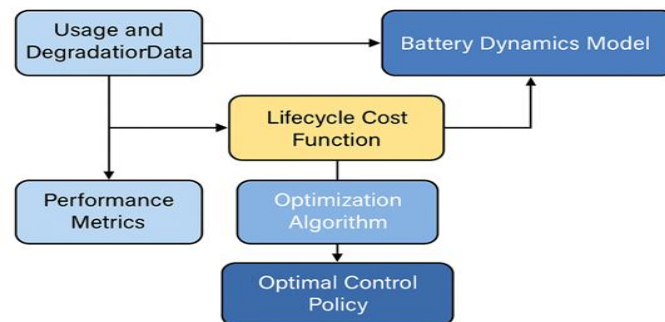 Usage and
DegradatiorData
Battery Dynamics Model
Lifecycle Cost
Function
Performance
Metrics
Optimization
Algorithm
Optimal Control
Policy